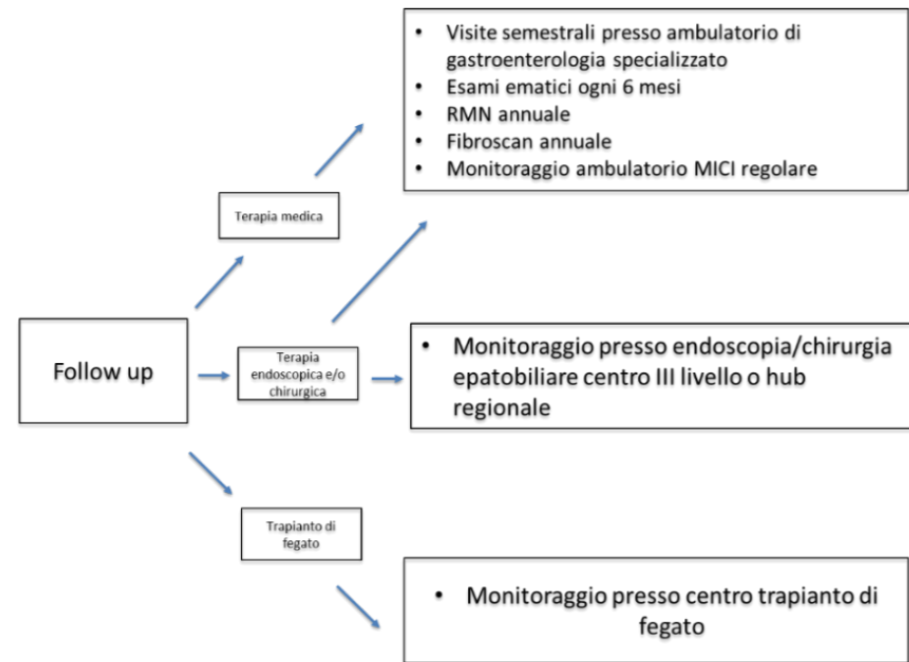 • Visite semestrali presso ambulatorio di
gastroenterologia specializzato
• Esami ematici ogni 6 mesi
• RMN annuale
• Fibroscan annuale
• Monitoraggio ambulatorio MICI regolare
Terapia medica
Follow up
Terapia
endoscopica e/o
chirurgica
• Monitoraggio presso endoscopia/chirurgia
epatobiliare centro III livello o hub
regionale
Trapianto di
fegato
• Monitoraggio presso centro trapianto di
fegato